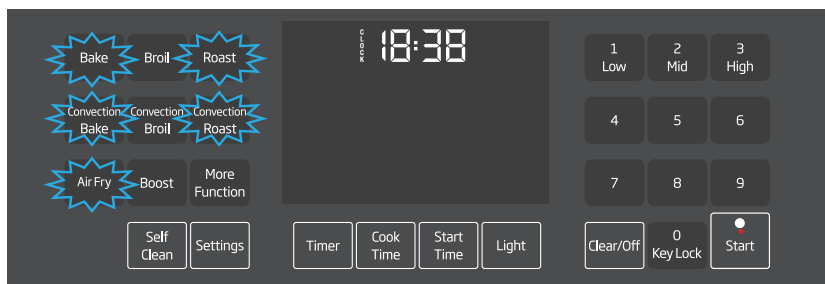 CLOCK 18:38
Bake Broil Roast
1 Low
2 Mid
3 High
Convection Bake
Convection Broil
Convection Roast
4 5 6
Air Fry Boost
More Function
7 8 9
Self Clean
Settings
Timer
Cook Time
Start Time
Light
Clear/Off
0 Key Lock
Start